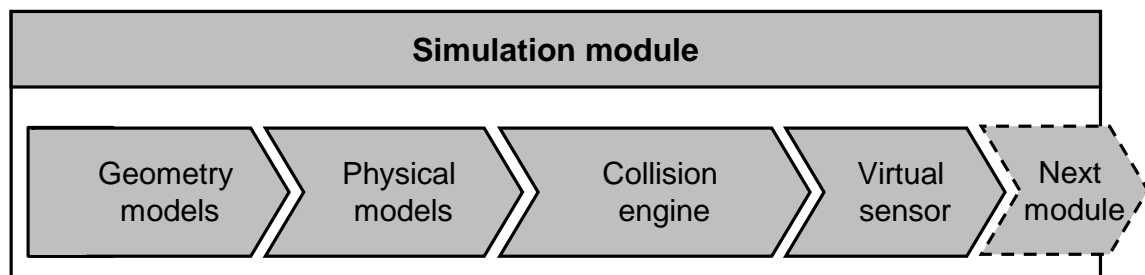 Simulation module
Geometry
models
Physical
models
Collision
engine
Virtual
sensor
Next
module